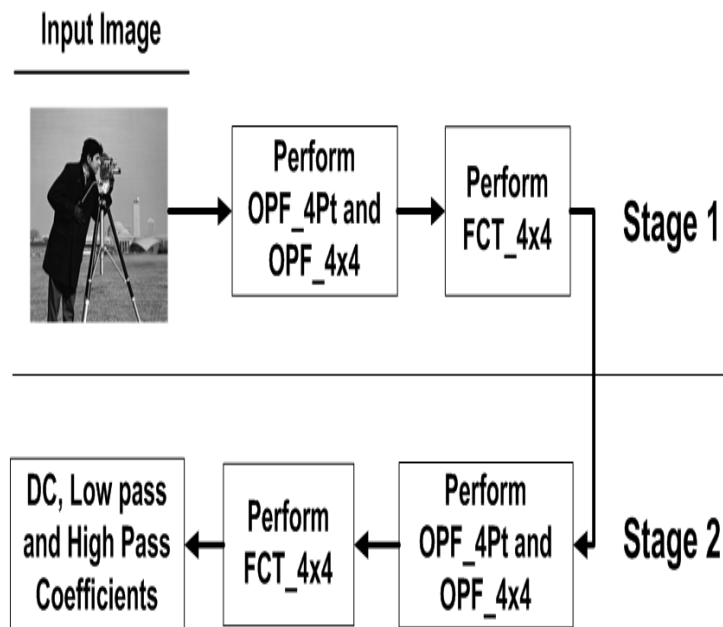 Input Image
Perform
OPF_4Pt and
OPF_4x4
Perform
FCT_4x4
Stage 1
DC, Low pass
and High Pass
Coefficients
Perform
FCT_4x4
Perform
OPF_4Pt and
OPF_4x4
Stage 2